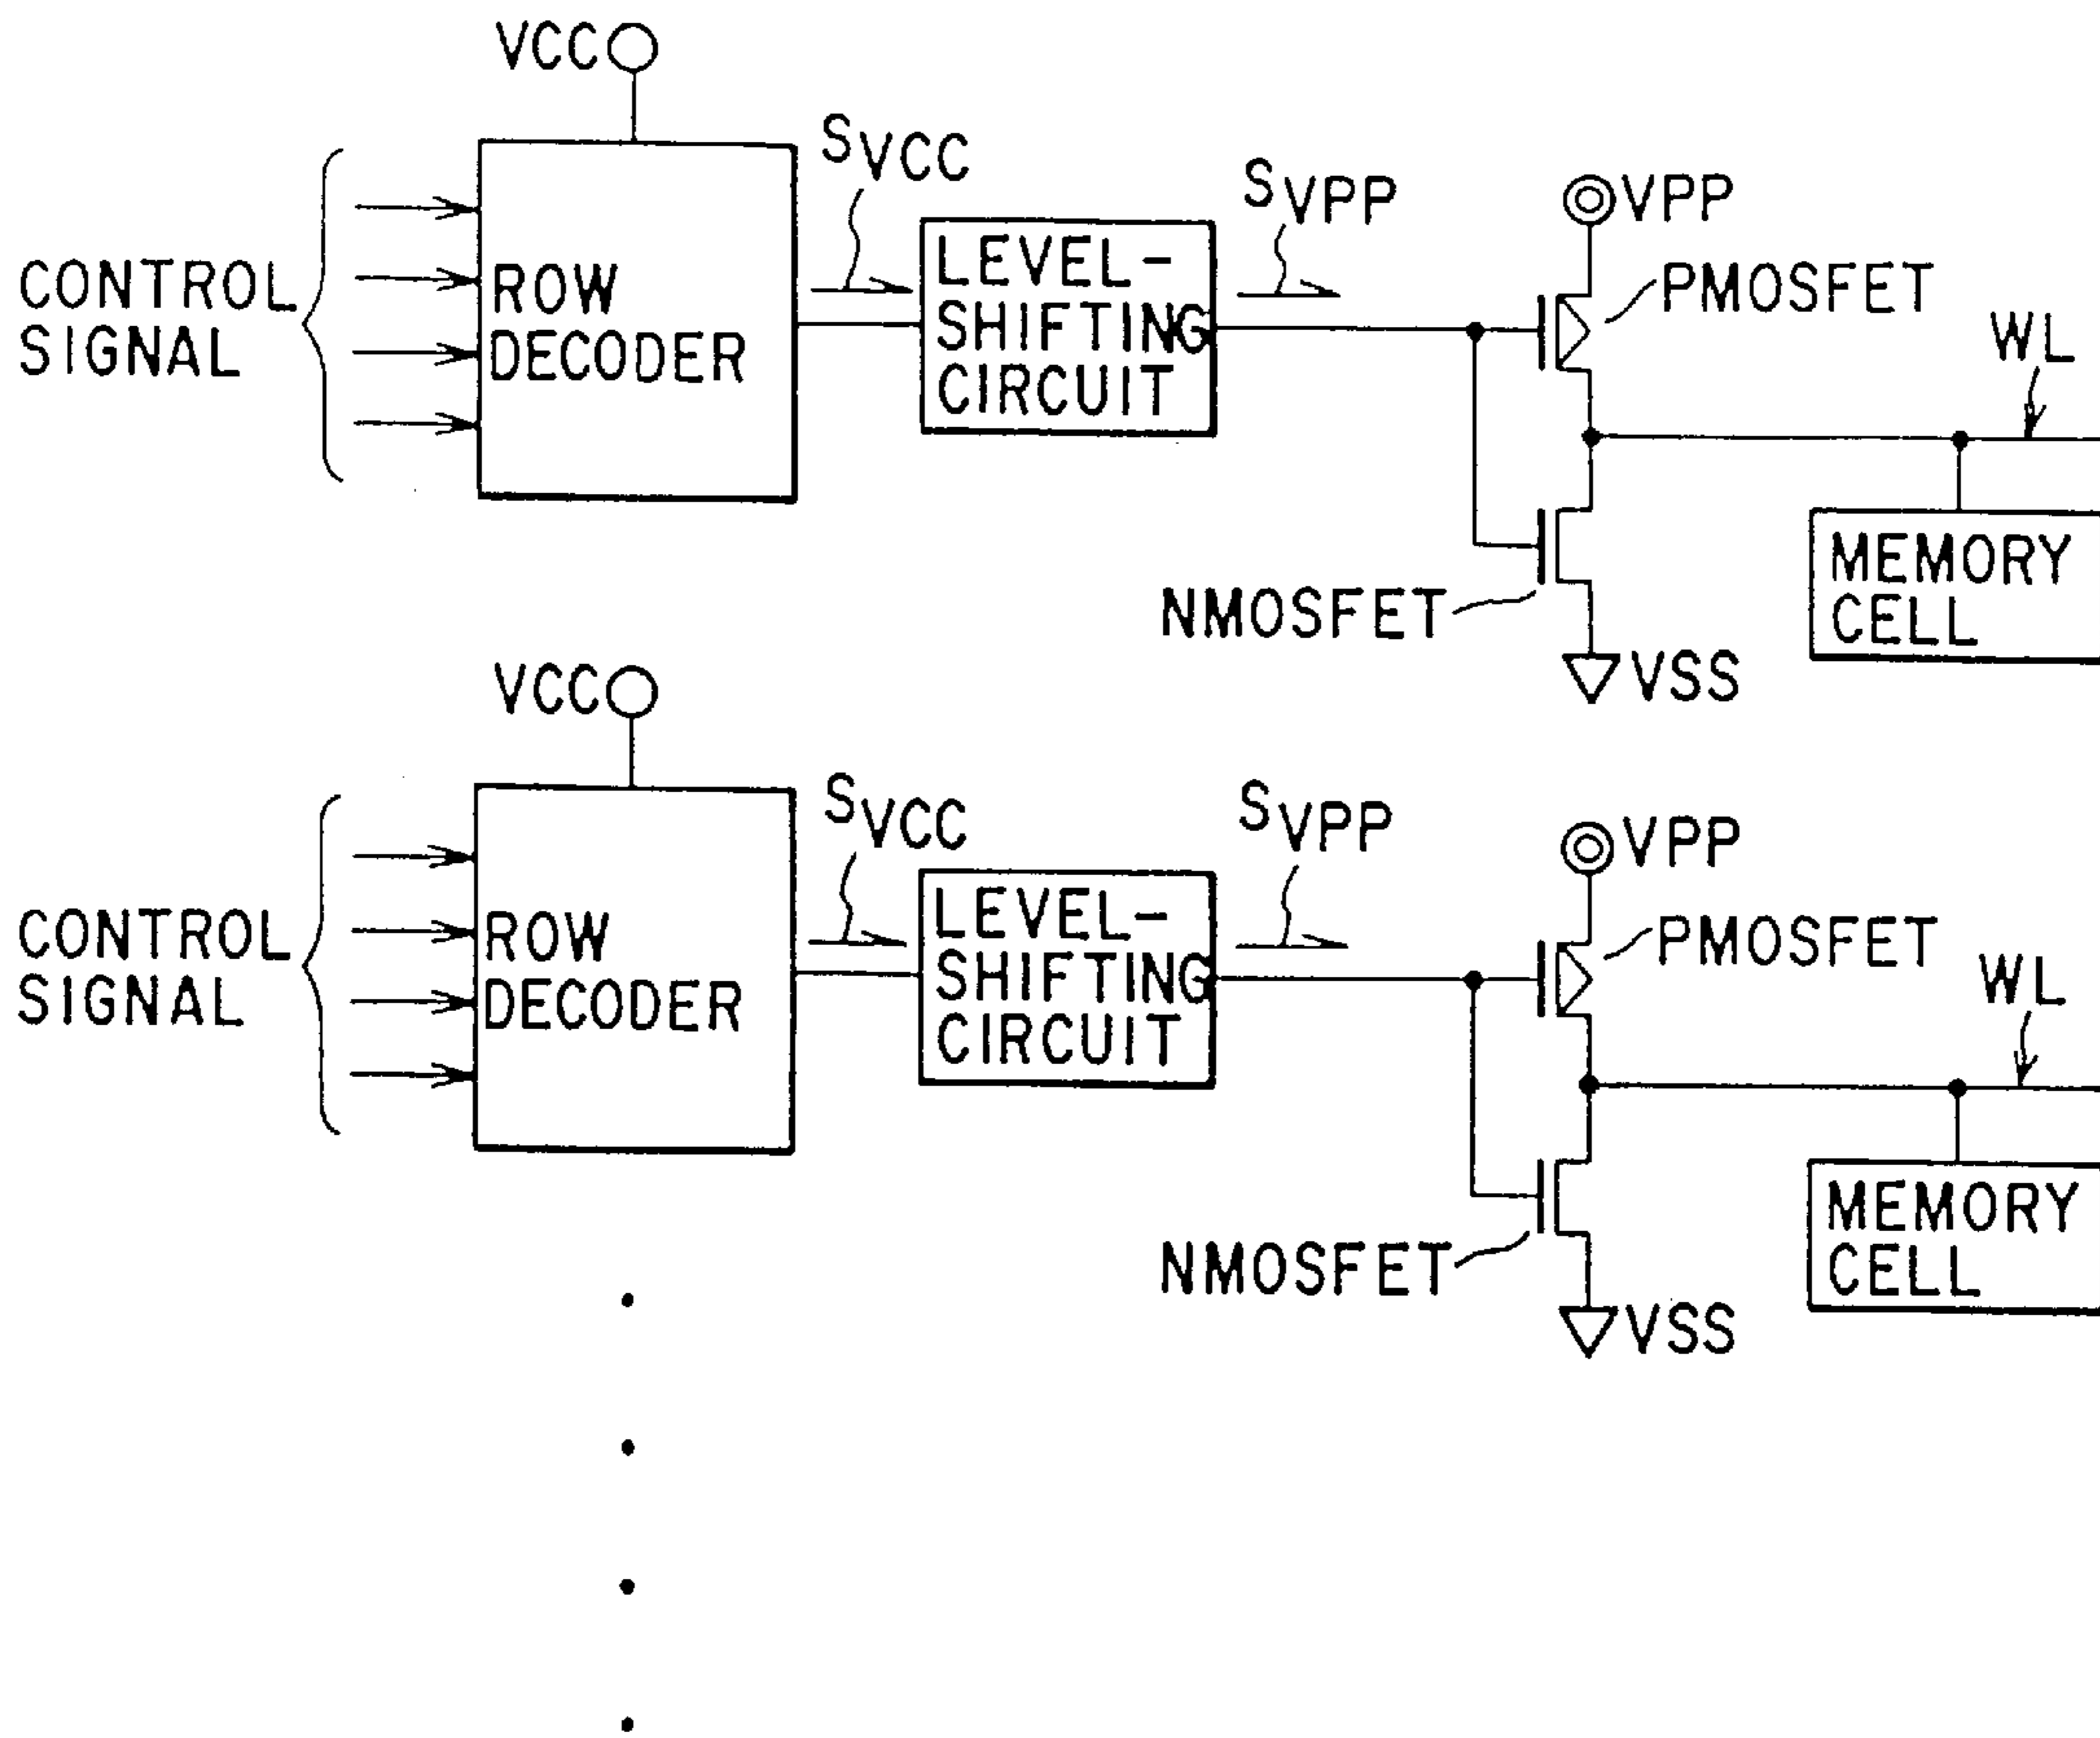 VCC
SVCC
SVPP
VPP
CONTROL
SIGNAL
ROW
DECODER
LEVEL-
SHIFTING
CIRCUIT
PMOSFET
WL
NMOSFET
MEMORY
CELL
VSS
VCC
SVCC
SVPP
VPP
CONTROL
SIGNAL
ROW
DECODER
LEVEL-
SHIFTING
CIRCUIT
PMOSFET
WL
NMOSFET
MEMORY
CELL
VSS